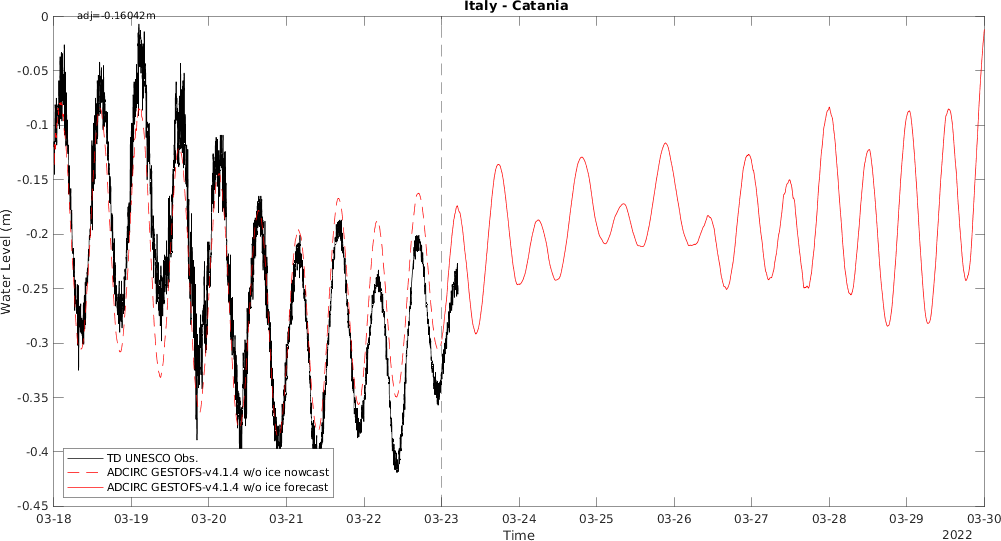 Italy - Catania
adj= -0.16042m
0
-0.05
-0.1
-0.15
-0.2
-0.25
-0.3
-0.35
-0.4
-0.45
Water Level (m)
TD UNESCO Obs.
ADCIRC GESTOFS-v4.1.4 w/o ice nowcast
ADCIRC GESTOFS-v4.1.4 w/o ice forecast
03-18 03-19 03-20 03-21 03-22 03-23 03-24 03-25 03-26 03-27 03-28 03-29 03-30
Time
2022